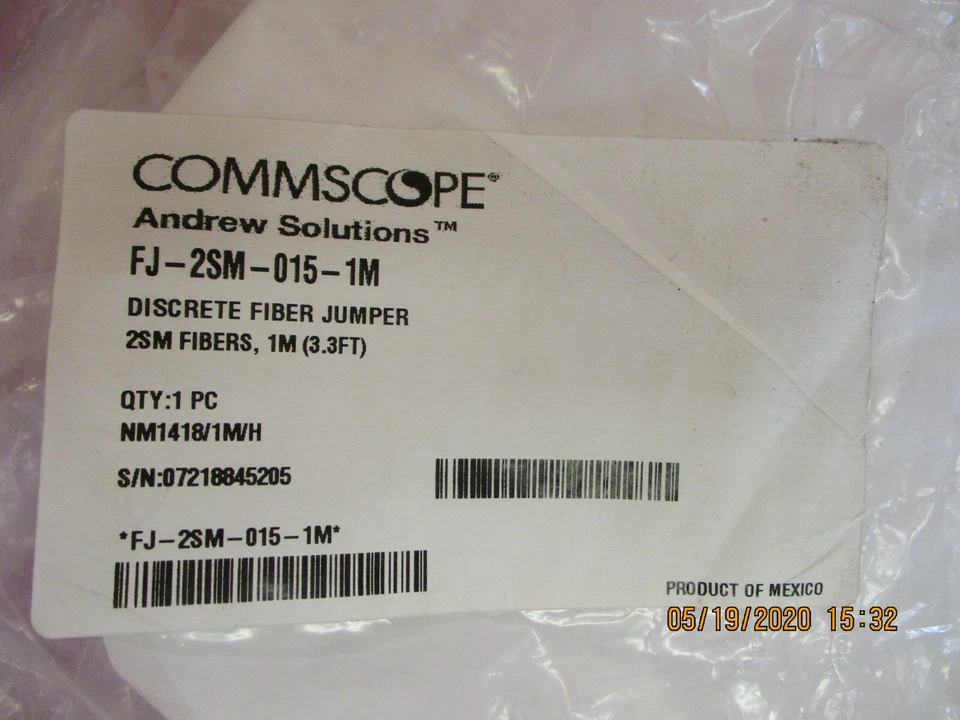 COMMSCOPE®
Andrew Solutions™
FJ-2SM-015-1M
DISCRETE FIBER JUMPER
2SM FIBERS, 1M (3.3FT)
QTY:1 PC
NM1418/1M/H
S/N:07218845205
*FJ-2SM-015-1M*
PRODUCT OF MEXICO
05/19/2020 15:32